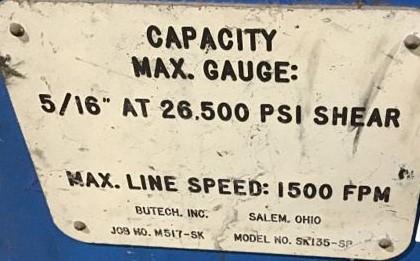 CAPACITY
MAX. GAUGE:
5/16" AT 26,500 PSI SHEAR
MAX. LINE SPEED: 1500 FPM
BUTECH, INC. SALEM, OHIO
JOB NO. M517-SK MODEL NO. SK135-SP